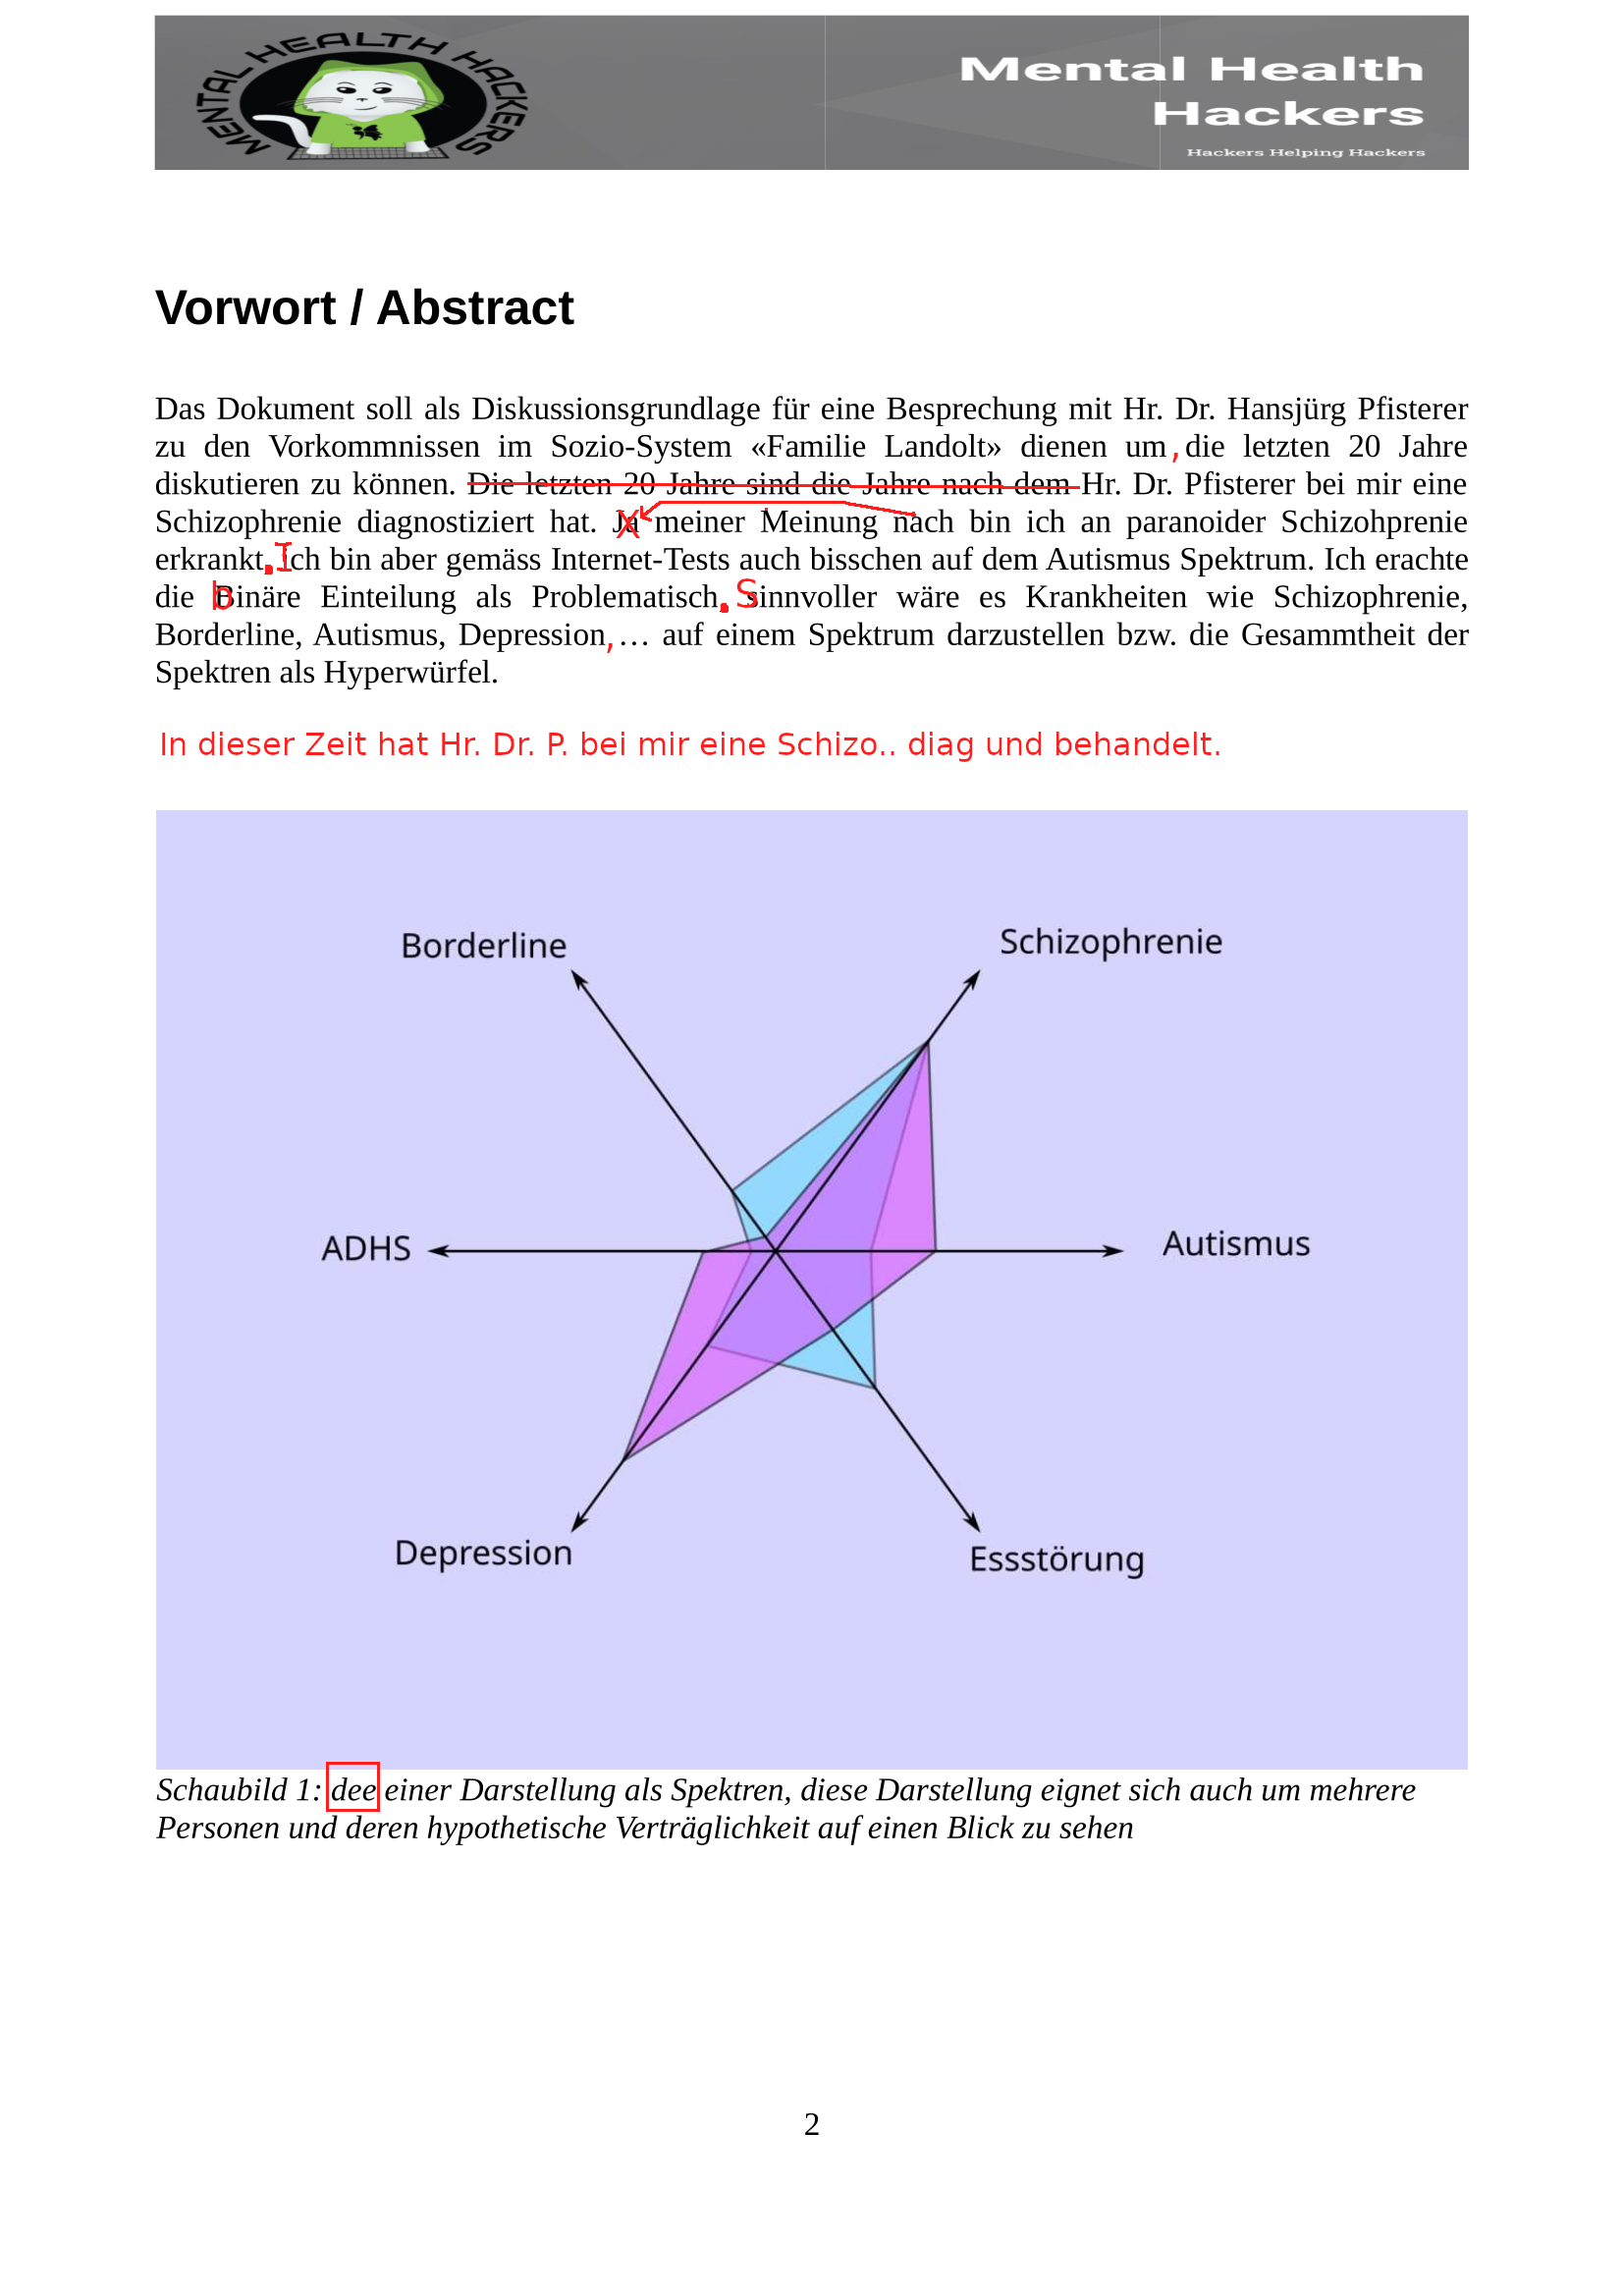 MENTAL HEALTH HACKERS
Mental Health
Hackers
Hackers Helping Hackers
Vorwort / Abstract
Das Dokument soll als Diskussionsgrundlage für eine Besprechung mit Hr. Dr. Hansjürg Pfisterer
zu den Vorkommnissen im Sozio-System «Familie Landolt» dienen um, die letzten 20 Jahre
diskutieren zu können. Die letzten 20 Jahre sind die Jahre nach dem Hr. Dr. Pfisterer bei mir eine
Schizophrenie diagnostiziert hat. Ja X meiner Meinung nach bin ich an paranoider Schizohprenie
erkrankt. Ich bin aber gemäss Internet-Tests auch bisschen auf dem Autismus Spektrum. Ich erachte
die b Binäre Einteilung als Problematisch. S sinnvoller wäre es Krankheiten wie Schizophrenie,
Borderline, Autismus, Depression, … auf einem Spektrum darzustellen bzw. die Gesammtheit der
Spektren als Hyperwürfel.
In dieser Zeit hat Hr. Dr. P. bei mir eine Schizo.. diag und behandelt.
Borderline
Schizophrenie
ADHS
Autismus
Depression
Essstörung
Schaubild 1: dee einer Darstellung als Spektren, diese Darstellung eignet sich auch um mehrere
Personen und deren hypothetische Verträglichkeit auf einen Blick zu sehen
2